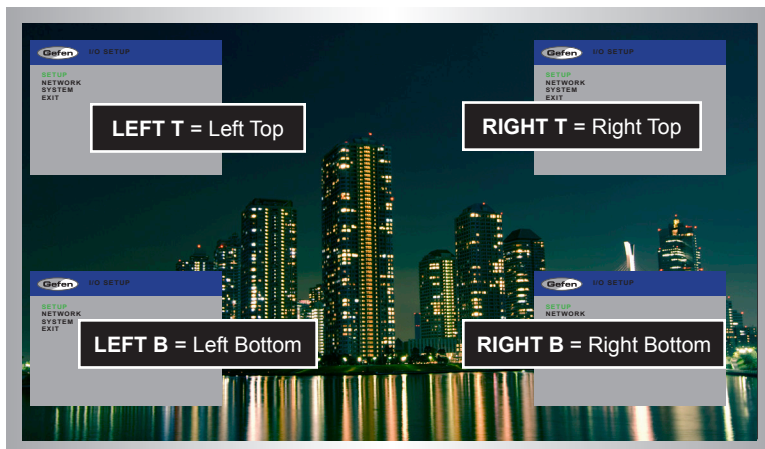 Gefen I/O SETUP
SETUP
NETWORK
SYSTEM
EXIT
LEFT T = Left Top
Gefen I/O SETUP
SETUP
NETWORK
SYSTEM
EXIT
RIGHT T = Right Top
Gefen I/O SETUP
SETUP
NETWORK
SYSTEM
EXIT
LEFT B = Left Bottom
Gefen I/O SETUP
SETUP
NETWORK
RIGHT B = Right Bottom